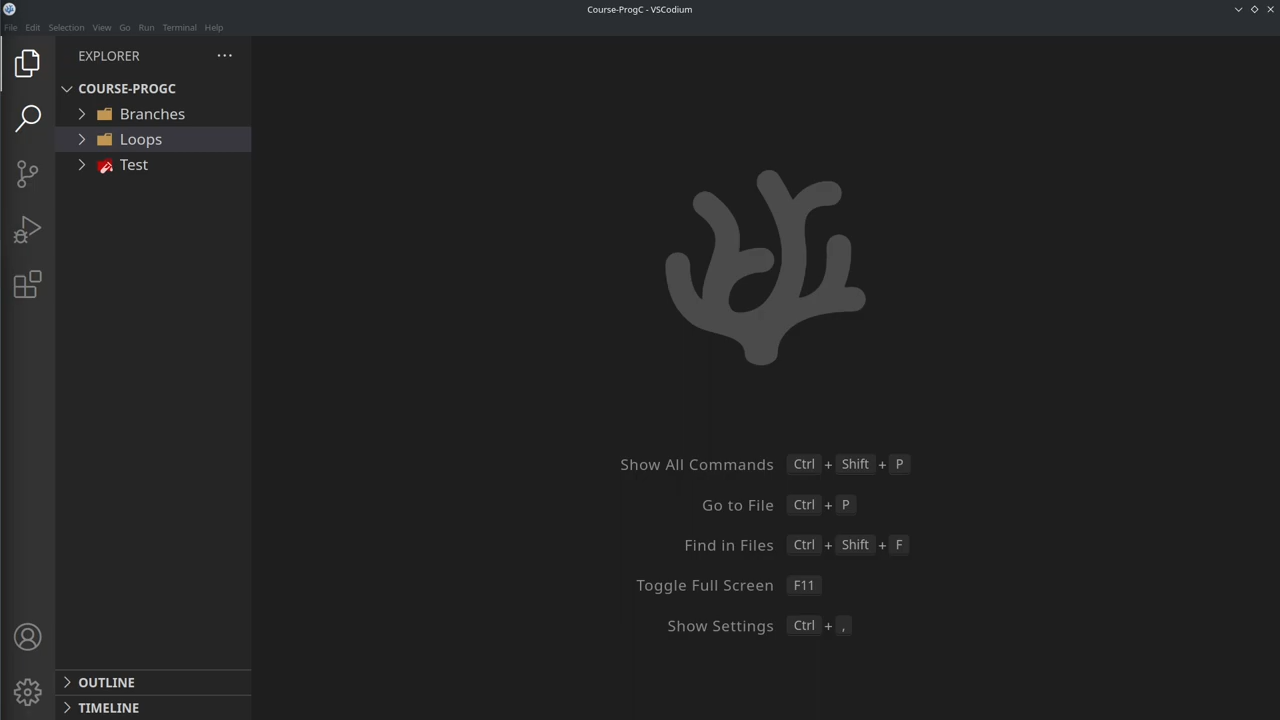 Course-ProgC - VSCodium
File Edit Selection View Go Run Terminal Help
EXPLORER
COURSE-PROGC
Branches
Loops
Test
Show All Commands Ctrl + Shift + P
Go to File Ctrl + P
Find in Files Ctrl + Shift + F
Toggle Full Screen F11
Show Settings Ctrl + ,
OUTLINE
TIMELINE